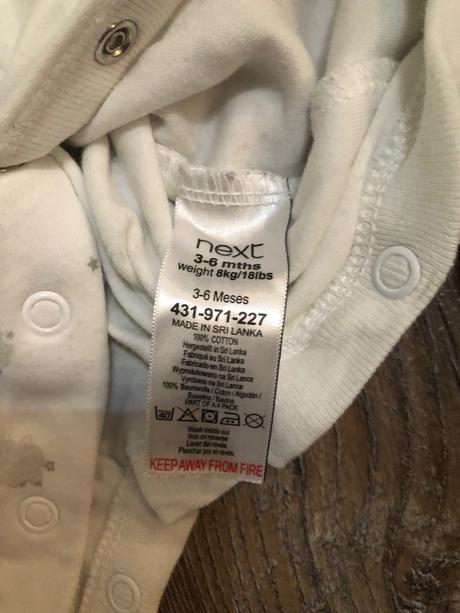 next
3-6 mths
weight 8kg/18lbs
3-6 Meses
431-971-227
MADE IN SRI LANKA
100% COTTON
Hergestellt in Sri Lanka
Fabriqué au Sri Lanka
Fabricado en Sri Lanka
Wyprodukowano na Sri Lance
Vyrobeno na Srí Lance
100% Baumwolle / Coton / Algodón /
Bawełna / Bavlna
PART OF A 4 PACK
40
Wash inside out
Iron on reverse
Lavar del revés
Planchar por el revés.
KEEP AWAY FROM FIRE